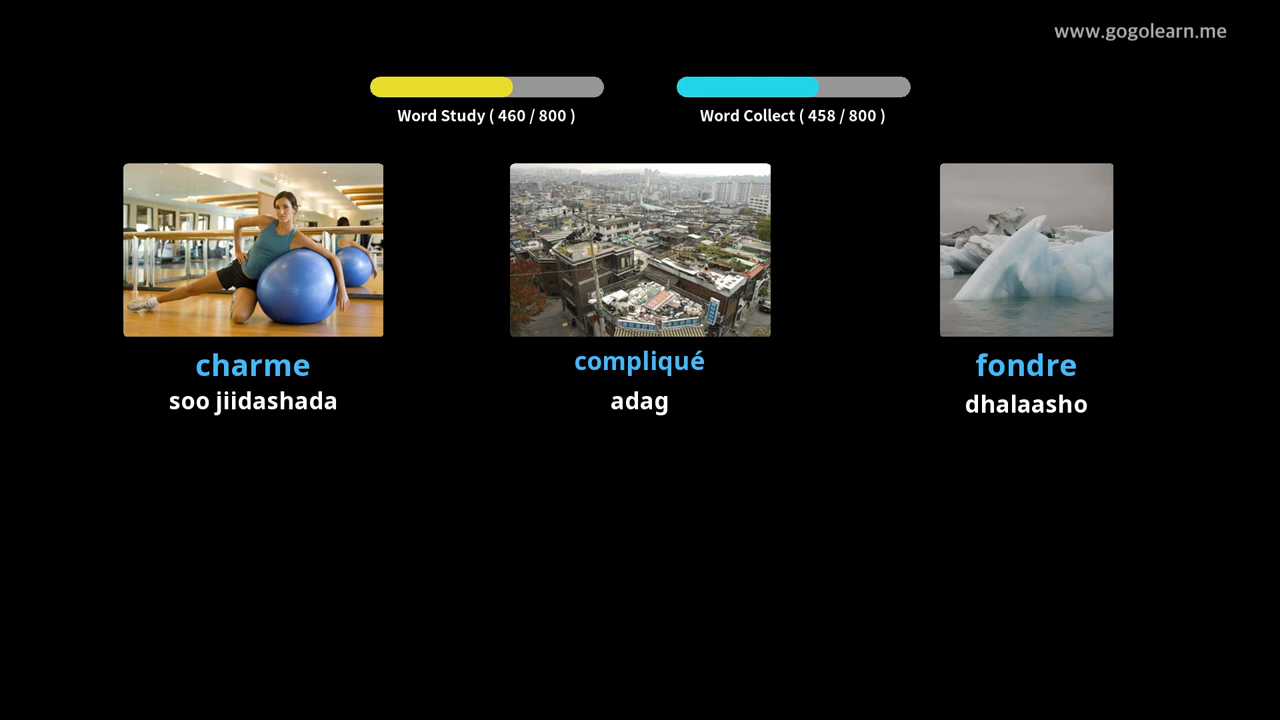 www.gogolearn.me
Word Study ( 460 / 800 )
Word Collect ( 458 / 800 )
charme
soo jiidashada
compliqué
adag
fondre
dhalaasho